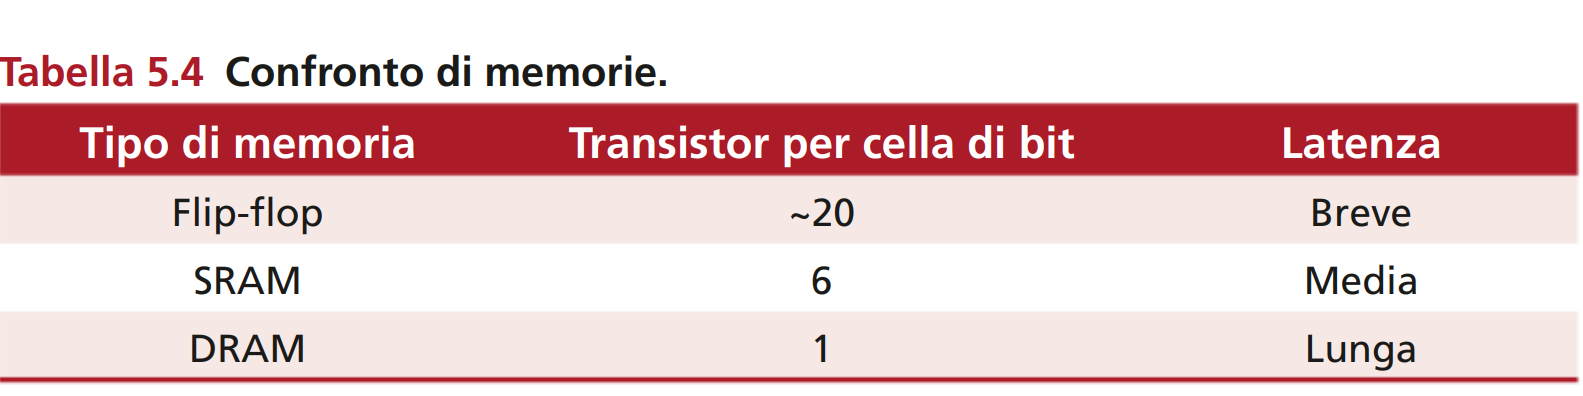 Tabella 5.4 Confronto di memorie.
Tipo di memoria Transistor per cella di bit Latenza
Flip-flop ~20 Breve
SRAM 6 Media
DRAM 1 Lunga